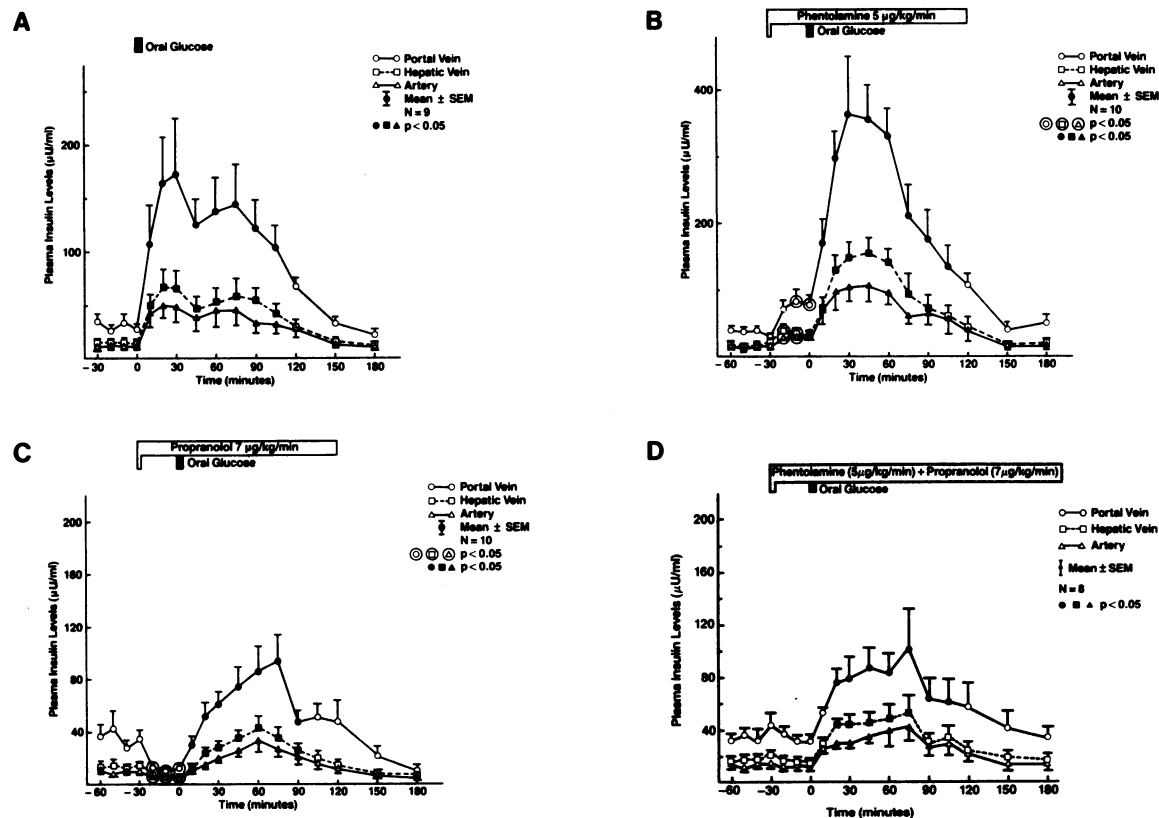 A
Oral Glucose
Portal Vein
Hepatic Vein
Artery
Mean ± SEM
N = 9
p < 0.05
Plasma Insulin Levels (μU/ml)
200
100
−30 0 30 60 90 120 150 180
Time (minutes)
B
Phentolamine 5 μg/kg/min
Oral Glucose
Portal Vein
Hepatic Vein
Artery
Mean ± SEM
N = 10
p < 0.05
p < 0.05
Plasma Insulin Levels (μU/ml)
400
200
−60 −30 0 30 60 90 120 150 180
Time (minutes)
C
Propranolol 7 μg/kg/min
Oral Glucose
Portal Vein
Hepatic Vein
Artery
Mean ± SEM
N = 10
p < 0.05
p < 0.05
Plasma Insulin Levels (μU/ml)
200
160
120
80
40
−60 −30 0 30 60 90 120 150 180
Time (minutes)
D
Phentolamine (5μg/kg/min) + Propranolol (7μg/kg/min)
Oral Glucose
Portal Vein
Hepatic Vein
Artery
Mean ± SEM
N = 8
p < 0.05
Plasma Insulin Levels (μU/ml)
200
160
120
80
40
−60 −30 0 30 60 90 120 150 180
Time (minutes)